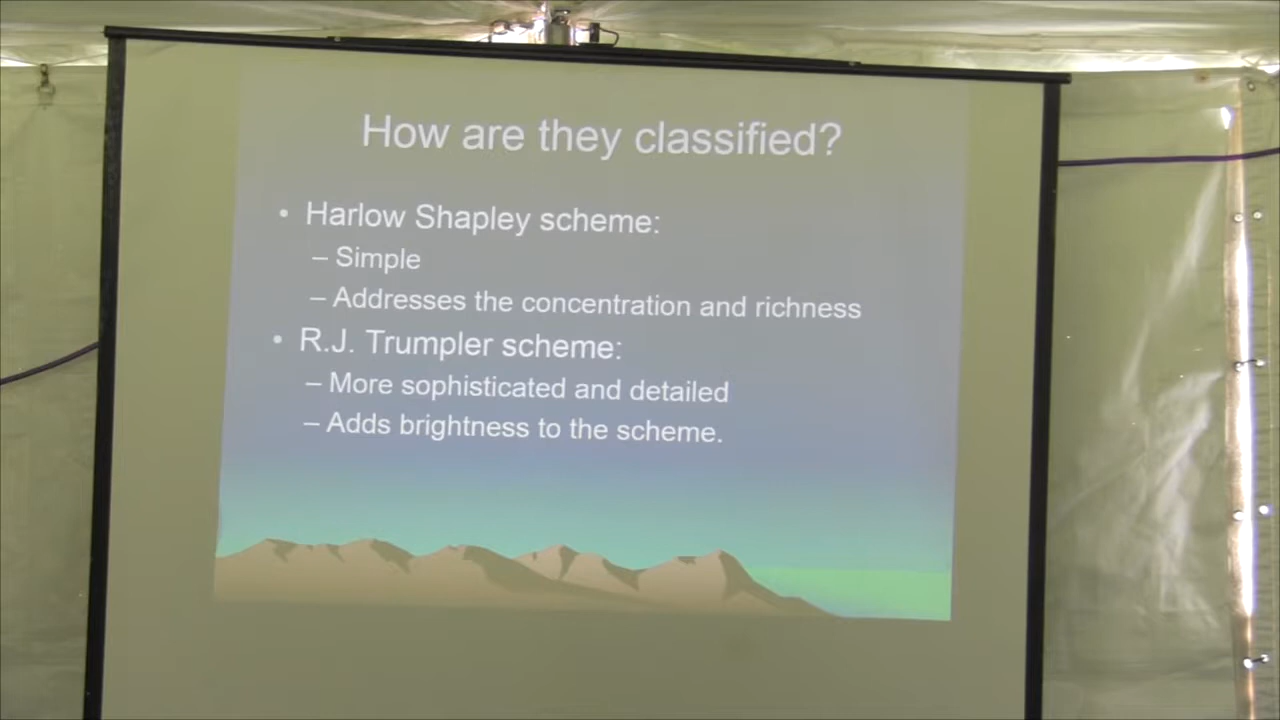 How are they classified?
• Harlow Shapley scheme:
– Simple
– Addresses the concentration and richness
• R.J. Trumpler scheme:
– More sophisticated and detailed
– Adds brightness to the scheme.